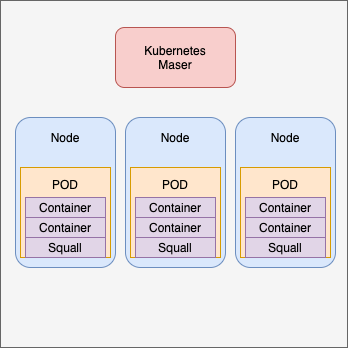 Kubernetes
Maser
Node
POD
Container
Container
Squall
Node
POD
Container
Container
Squall
Node
POD
Container
Container
Squall